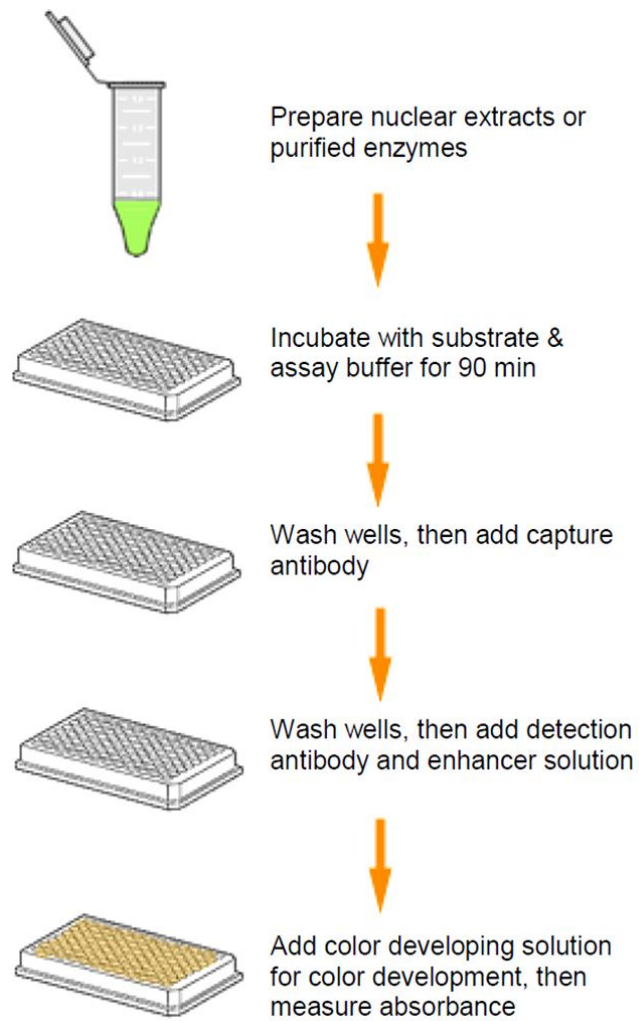 Prepare nuclear extracts or
purified enzymes
Incubate with substrate &
assay buffer for 90 min
Wash wells, then add capture
antibody
Wash wells, then add detection
antibody and enhancer solution
Add color developing solution
for color development, then
measure absorbance